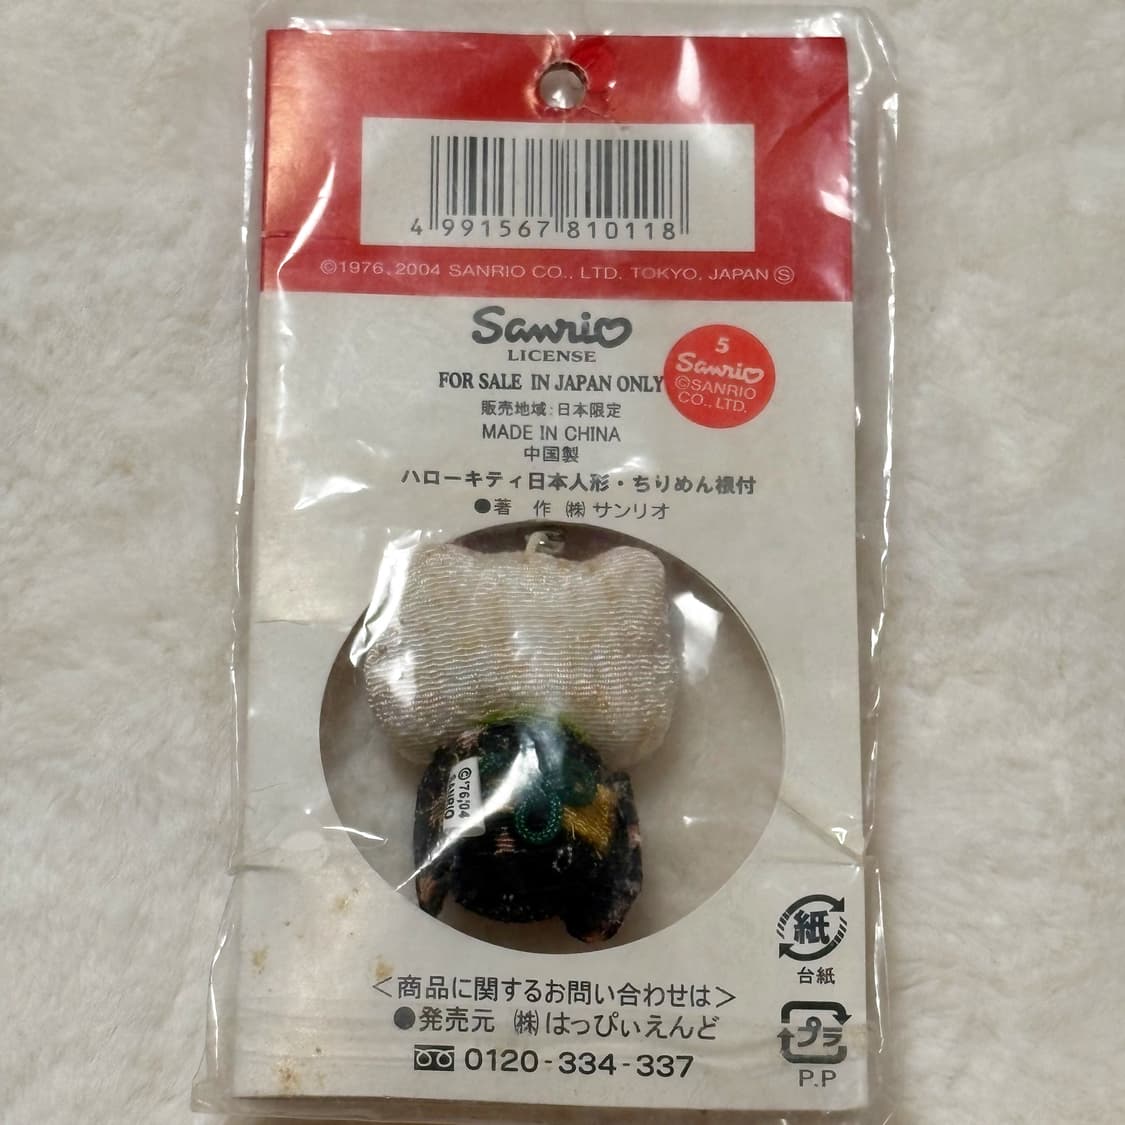 4 991567 810118
©1976, 2004 SANRIO CO., LTD. TOKYO, JAPAN Ⓢ
Sanrio
LICENSE
5
Sanrio
©SANRIO
CO., LTD.
FOR SALE IN JAPAN ONLY
販売地域:日本限定
MADE IN CHINA
中国製
ハローキティ日本人形・ちりめん根付
●著 作 ㈱サンリオ
©'76,'04
SANRIO
紙
台紙
<商品に関するお問い合わせは>
●発売元 ㈱はっぴぃえんど
0120-334-337
プラ
P.P